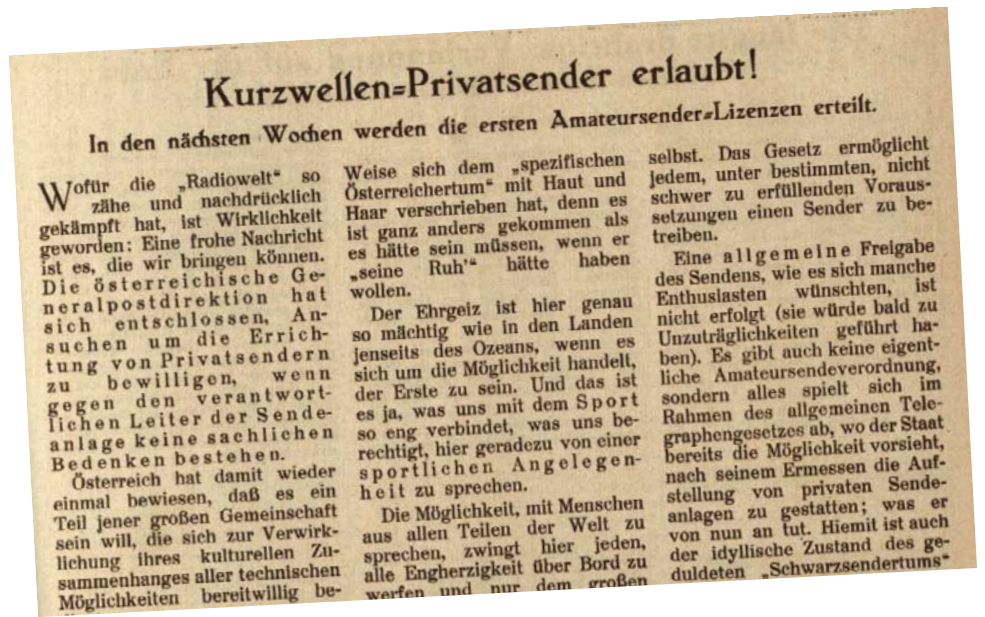 Kurzwellen=Privatsender erlaubt!
In den nächsten Wochen werden die ersten Amateursender=Lizenzen erteilt.
Wofür die „Radiowelt“ so
zähe und nachdrücklich
gekämpft hat, ist Wirklichkeit
geworden: Eine frohe Nachricht
ist es, die wir bringen können.
Die österreichische Ge-
neralpostdirektion hat
sich entschlossen, An-
suchen um die Errich-
tung von Privatsendern
zu bewilligen, wenn
gegen den verantwort-
lichen Leiter der Sende-
anlage keine sachlichen
Bedenken bestehen.
Österreich hat damit wieder
einmal bewiesen, daß es ein
Teil jener großen Gemeinschaft
sein will, die sich zur Verwirk-
lichung ihres kulturellen Zu-
sammenhanges aller technischen
Möglichkeiten bereitwillig be-
Weise sich dem „spezifischen
Österreichertum“ mit Haut und
Haar verschrieben hat, denn es
ist ganz anders gekommen als
es hätte sein müssen, wenn er
„seine Ruh'“ hätte haben
wollen.
Der Ehrgeiz ist hier genau
so mächtig wie in den Landen
jenseits des Ozeans, wenn es
sich um die Möglichkeit handelt,
der Erste zu sein. Und das ist
es ja, was uns mit dem Sport
so eng verbindet, was uns be-
rechtigt, hier geradezu von einer
sportlichen Angelegen-
heit zu sprechen.
Die Möglichkeit, mit Menschen
aus allen Teilen der Welt zu
sprechen, zwingt hier jeden,
alle Engherzigkeit über Bord zu
werfen und nur dem großen
selbst. Das Gesetz ermöglicht
jedem, unter bestimmten, nicht
schwer zu erfüllenden Voraus-
setzungen einen Sender zu be-
treiben.
Eine allgemeine Freigabe
des Sendens, wie es sich manche
Enthusiasten wünschten, ist
nicht erfolgt (sie würde bald zu
Unzuträglichkeiten geführt ha-
ben). Es gibt auch keine eigent-
liche Amateursendeverordnung,
sondern alles spielt sich im
Rahmen des allgemeinen Tele-
graphengesetzes ab, wo der Staat
bereits die Möglichkeit vorsieht,
nach seinem Ermessen die Auf-
stellung von privaten Sende-
anlagen zu gestatten; was er
von nun an tut. Hiemit ist auch
der idyllische Zustand des ge-
duldeten „Schwarzsendertums“